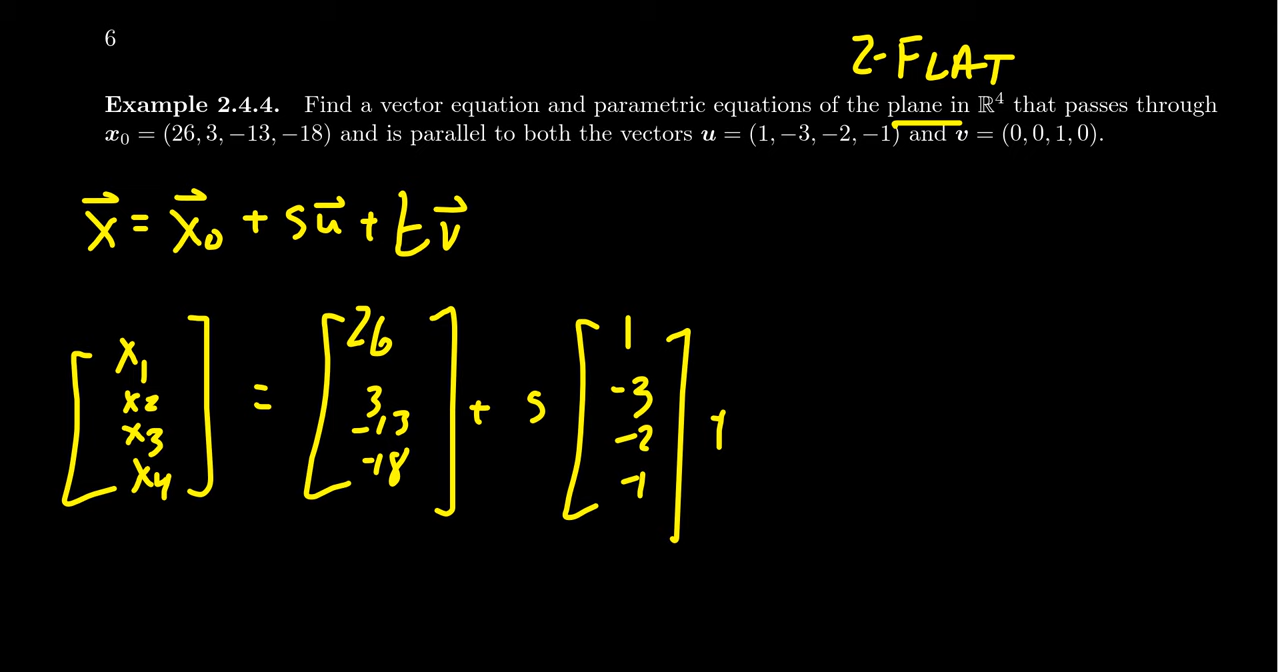 6
2-FLAT
Example 2.4.4. Find a vector equation and parametric equations of the plane in ℝ⁴ that passes through
x₀ = (26, 3, −13, −18) and is parallel to both the vectors u = (1, −3, −2, −1) and v = (0, 0, 1, 0).
x⃗ = x⃗₀ + su⃗ + tv⃗
[x₁ x₂ x₃ x₄] = [26 3 -13 -18] + s [1 -3 -2 -1] +